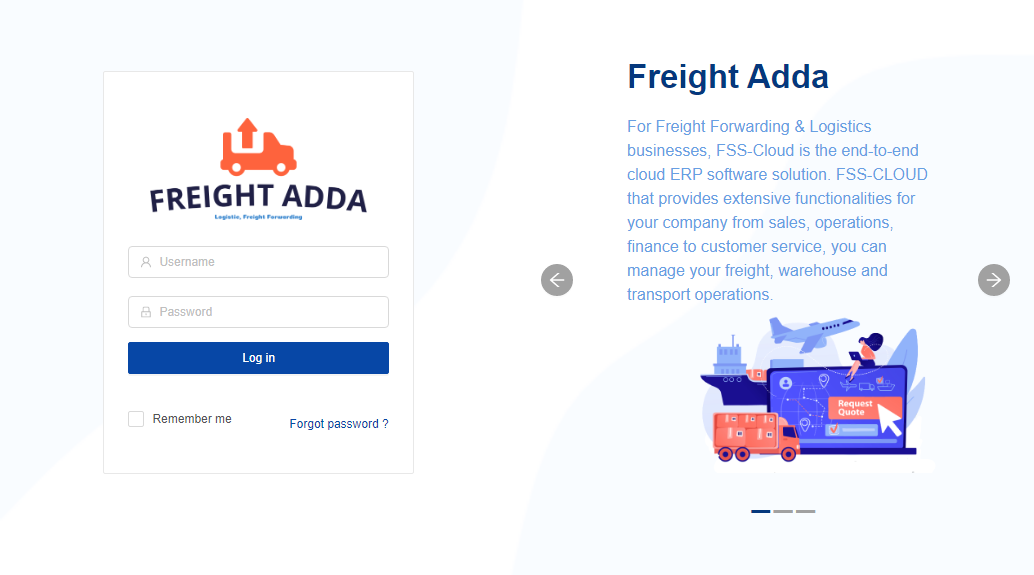 FREIGHT ADDA
Logistic, Freight Forwarding
Username
Password
Log in
Remember me
Forgot password ?
Freight Adda
For Freight Forwarding & Logistics
businesses, FSS-Cloud is the end-to-end
cloud ERP software solution. FSS-CLOUD
that provides extensive functionalities for
your company from sales, operations,
finance to customer service, you can
manage your freight, warehouse and
transport operations.
Request
Quote